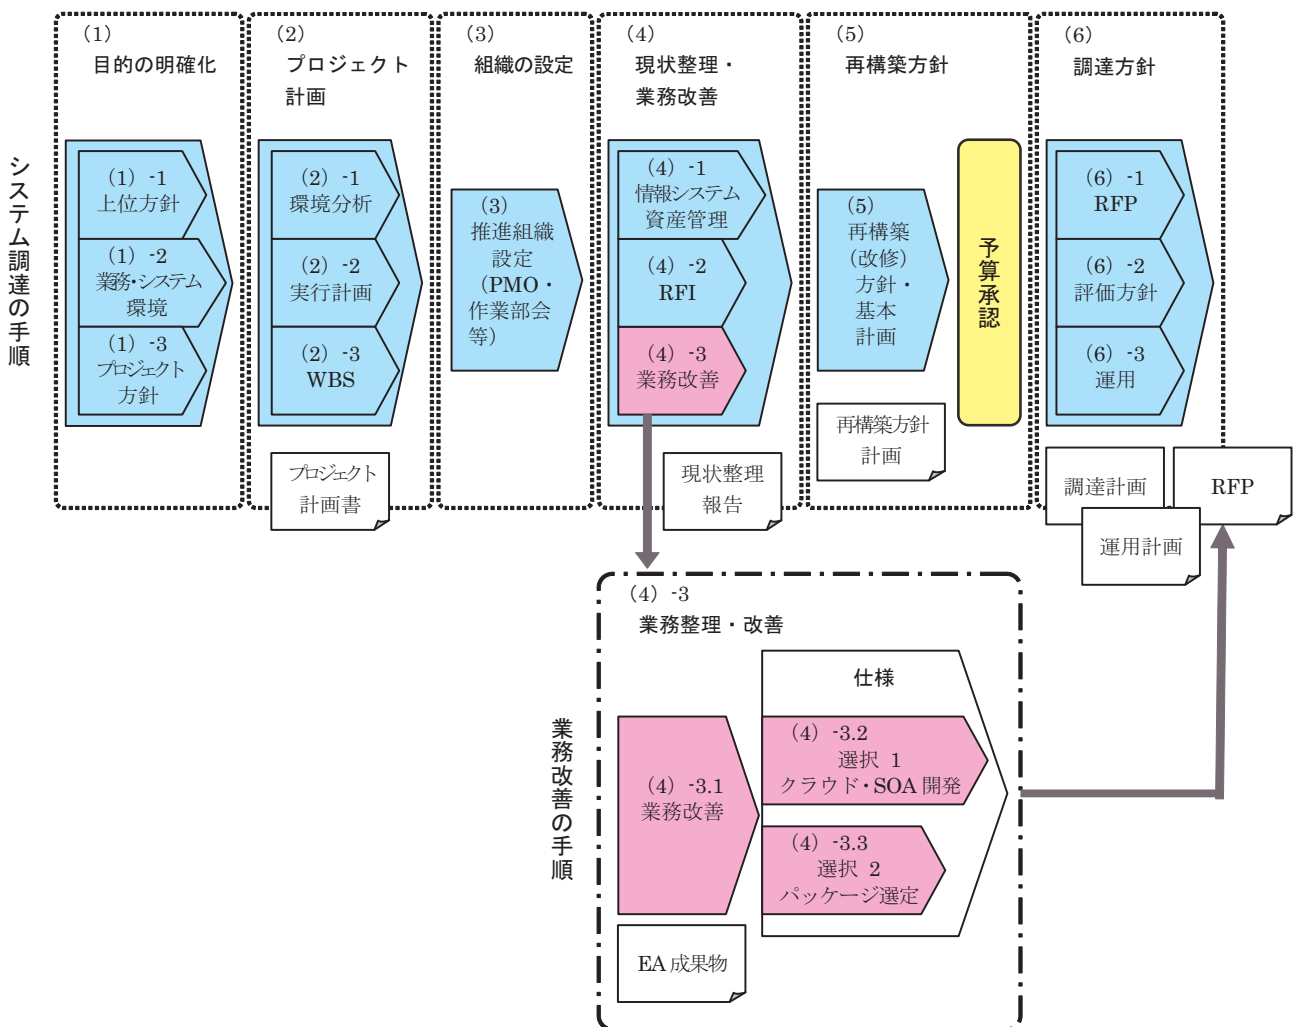 システム調達の手順
(1)
目的の明確化
(1) -1
上位方針
(1) -2
業務・システム
環境
(1) -3
プロジェクト
方針
(2)
プロジェクト
計画
(2) -1
環境分析
(2) -2
実行計画
(2) -3
WBS
プロジェクト
計画書
(3)
組織の設定
(3)
推進組織
設定
(PMO・
作業部会
等)
(4)
現状整理・
業務改善
(4) -1
情報システム
資産管理
(4) -2
RFI
(4) -3
業務改善
現状整理
報告
(5)
再構築方針
(5)
再構築
(改修)
方針・
基本
計画
予算承認
再構築方針
計画
(6)
調達方針
(6) -1
RFP
(6) -2
評価方針
(6) -3
運用
調達計画
RFP
運用計画
業務改善の手順
(4) -3
業務整理・改善
(4) -3.1
業務改善
EA 成果物
仕様
(4) -3.2
選択 1
クラウド・SOA 開発
(4) -3.3
選択 2
パッケージ選定